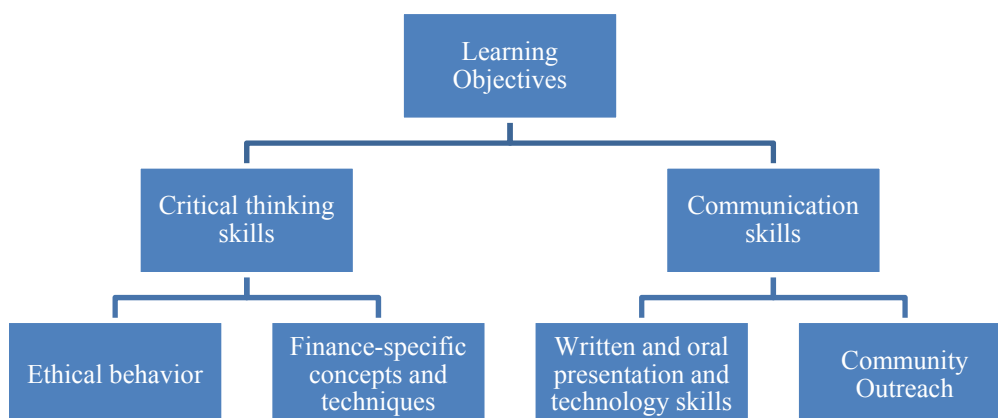 Learning
Objectives
Critical thinking
skills
Communication
skills
Ethical behavior
Finance-specific
concepts and
techniques
Written and oral
presentation and
technology skills
Community
Outreach